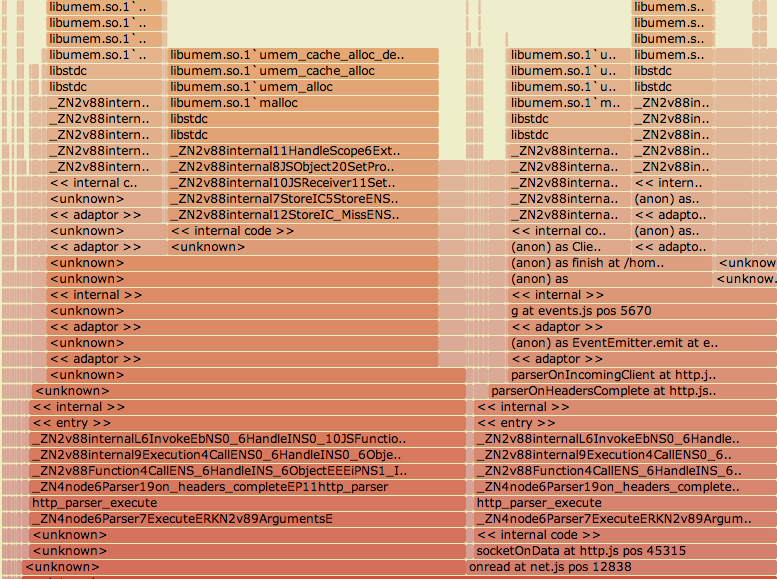 libumem.so.1`.. libumem.s..
libumem.so.1`.. libumem.s..
libumem.so.1`.. libumem.s..
libumem.so.1`.. libumem.so.1`umem_cache_alloc_de.. libumem.so.1`u.. libumem.s..
libstdc libumem.so.1`umem_cache_alloc libumem.so.1`u.. libstdc
libstdc libumem.so.1`umem_alloc libumem.so.1`u.. libstdc
_ZN2v88intern.. libumem.so.1`malloc libumem.so.1`m.. _ZN2v88in..
_ZN2v88intern.. libstdc libstdc _ZN2v88in..
_ZN2v88intern.. libstdc libstdc _ZN2v88in..
_ZN2v88intern.. _ZN2v88internal11HandleScope6Ext.. _ZN2v88interna.. _ZN2v88in..
_ZN2v88intern.. _ZN2v88internal8JSObject20SetPro.. _ZN2v88interna.. _ZN2v88in..
<< internal c.. _ZN2v88internal10JSReceiver11Set.. _ZN2v88interna.. << intern..
<unknown> _ZN2v88internal7StoreIC5StoreENS.. _ZN2v88interna.. (anon) as..
<< adaptor >> _ZN2v88internal12StoreIC_MissENS.. _ZN2v88interna.. << adapto..
<unknown> << internal code >> << internal co.. (anon) as..
<< adaptor >> <unknown> (anon) as Clie.. << adapto..
<unknown> (anon) as finish at /hom.. <unknow
<unknown> (anon) as <unknow..
<< internal >> << internal >>
<unknown> g at events.js pos 5670
<< adaptor >> << adaptor >>
<unknown> (anon) as EventEmitter.emit at e..
<< adaptor >> << adaptor >>
<unknown> parserOnIncomingClient at http.j..
<unknown> parserOnHeadersComplete at http.js..
<< internal >> << internal >>
<< entry >> << entry >>
_ZN2v88internalL6InvokeEbNS0_6HandleINS0_10JSFunctio.. _ZN2v88internalL6InvokeEbNS0_6Handle..
_ZN2v88internal9Execution4CallENS0_6HandleINS0_6Obje.. _ZN2v88internal9Execution4CallENS0_6..
_ZN2v88Function4CallENS_6HandleINS_6ObjectEEEiPNS1_I.. _ZN2v88Function4CallENS_6HandleINS_6..
_ZN4node6Parser19on_headers_completeEP11http_parser _ZN4node6Parser19on_headers_complete..
http_parser_execute http_parser_execute
_ZN4node6Parser7ExecuteERKN2v89ArgumentsE _ZN4node6Parser7ExecuteERKN2v89Argum..
<unknown> << internal code >>
<unknown> socketOnData at http.js pos 45315
<unknown> onread at net.js pos 12838